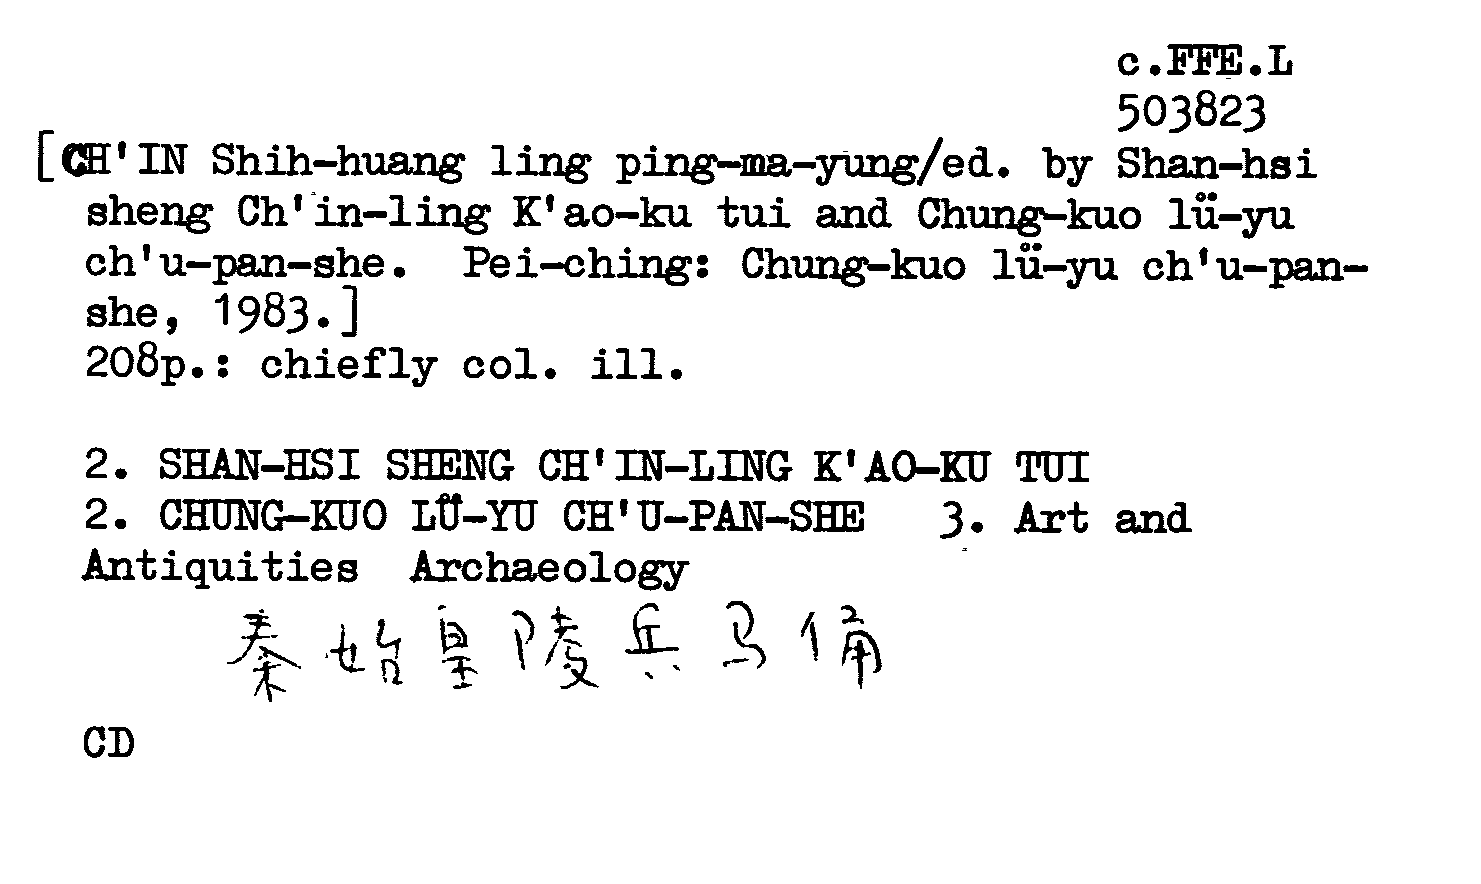 c.FFE.L
503823
[CH'IN Shih-huang ling ping-ma-yung/ed. by Shan-hsi
sheng Ch'in-ling K'ao-ku tui and Chung-kuo lü-yu
ch'u-pan-she. Pei-ching: Chung-kuo lü-yu ch'u-pan-
she, 1983.]
208p.: chiefly col. ill.
2. SHAN-HSI SHENG CH'IN-LING K'AO-KU TUI
2. CHUNG-KUO LÜ-YU CH'U-PAN-SHE 3. Art and
Antiquities Archaeology
秦始皇陵兵马俑
CD